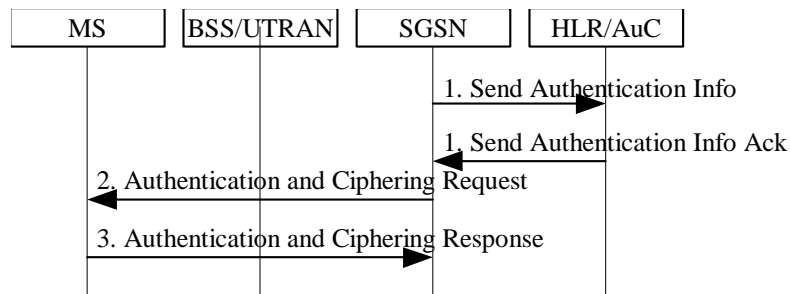 MS BSS/UTRAN SGSN HLR/AuC
1. Send Authentication Info
1. Send Authentication Info Ack
2. Authentication and Ciphering Request
3. Authentication and Ciphering Response